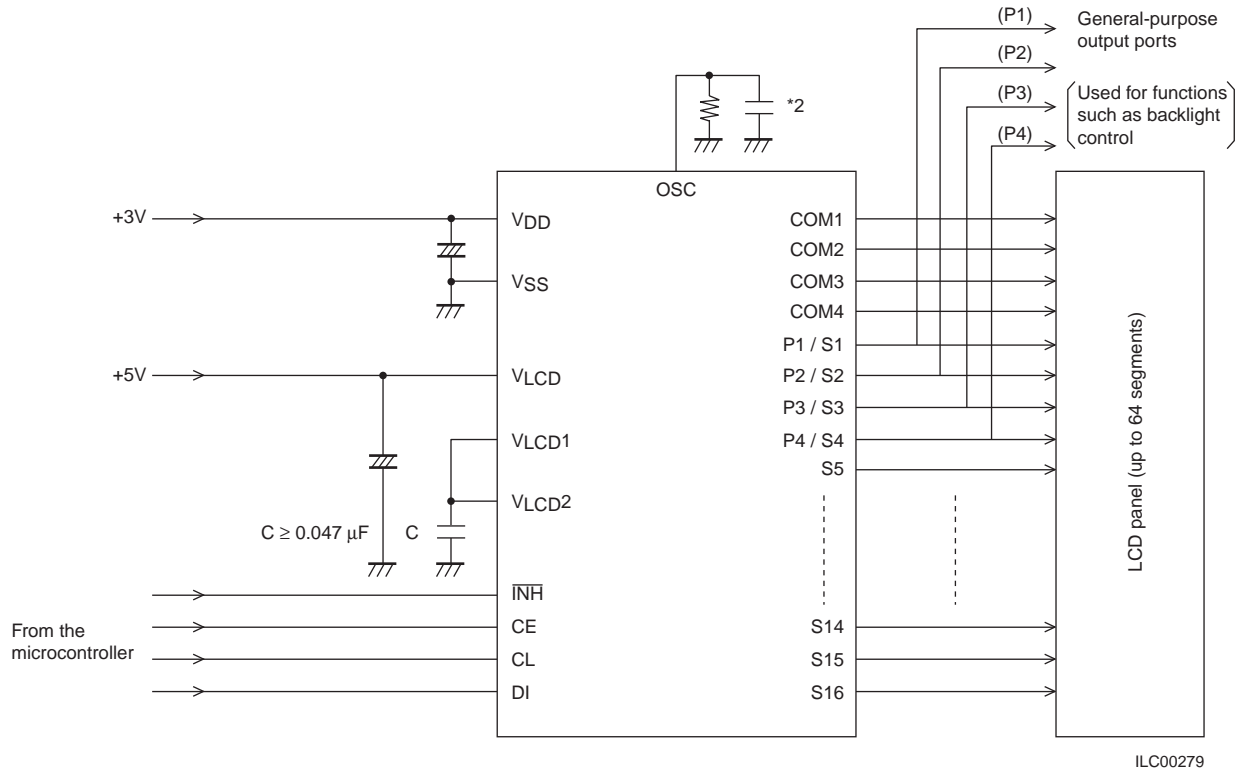 (P1)
General-purpose
output ports
(P2)
(P3)
Used for functions
such as backlight
control
(P4)
*2
OSC
+3V
VDD
VSS
+5V
VLCD
VLCD1
VLCD2
C ≥ 0.047 μF
C
INH
CE
CL
DI
From the
microcontroller
COM1
COM2
COM3
COM4
P1 / S1
P2 / S2
P3 / S3
P4 / S4
S5
S14
S15
S16
LCD panel (up to 64 segments)
ILC00279